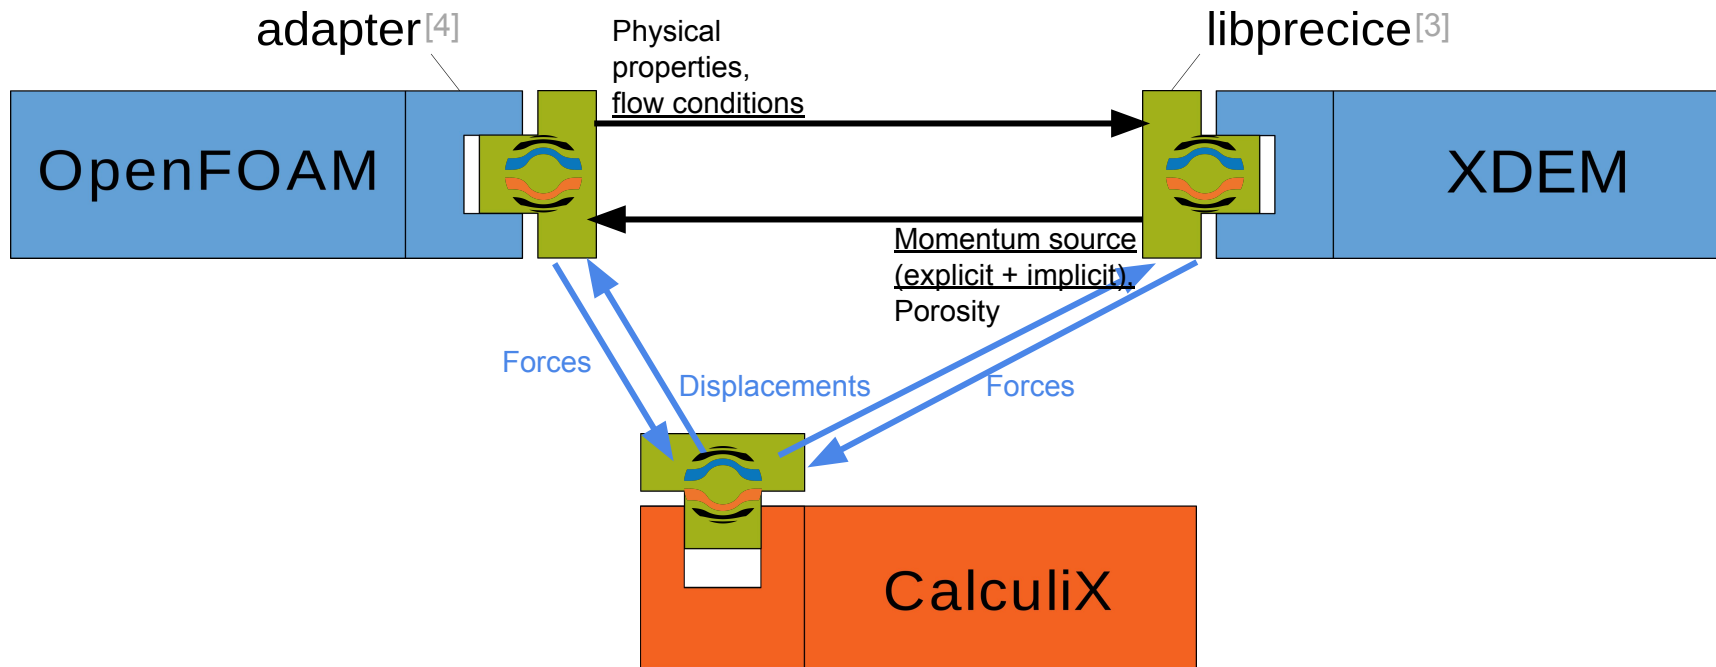 adapter[4]
libprecice[3]
Physical
properties,
flow conditions
OpenFOAM
XDEM
Momentum source
(explicit + implicit),
Porosity
Forces
Displacements
Forces
CalculiX